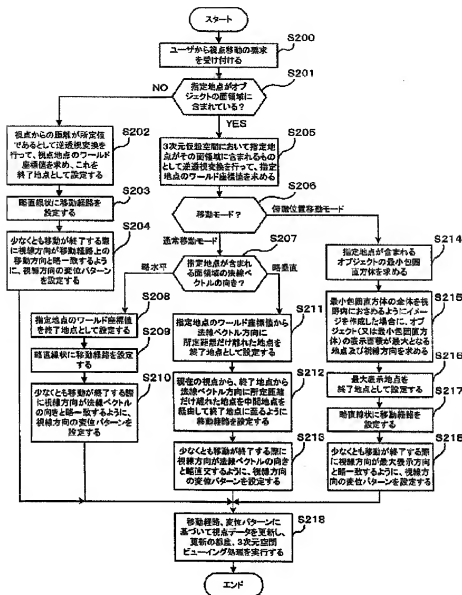 スタート
S200
ユーザから視点移動の要求
を受け付ける
S201
指定地点がオブ
ジェクトの面領域に
含まれている?
NO
YES
S202
視点からの距離が所定値
であるとして逆透視変換を
行って、視点地点のワールド
座標値を求め、これを
終了地点として設定する
S203
略直線状に移動経路を
設定する
S204
少なくとも移動が終了する際
に視線方向が移動経路上の
移動方向と略一致するよう
に、視線方向の変位パターン
を設定する
S205
3次元仮想空間において指定地
点がその面領域に含まれるもの
として逆透視変換を行って、指定
地点のワールド座標値を求める
S206
移動モード?
通常移動モード
俯瞰位置移動モード
S207
指定地点が含まれ
る面領域の法線ベ
クトルの向き?
略水平
略垂直
S208
指定地点のワールド座標値
を終了地点として設定する
S209
略直線状に移動経路を設定
する
S210
少なくとも移動が終了する際
に視線方向が法線ベクトル
の向きと略一致するように、
視線方向の変位パターンを
設定する
S211
指定地点のワールド座標値から
法線ベクトル方向に
所定距離だけ離れた地点を
終了地点として設定する
S212
現在の視点から、終了地点から
法線ベクトル方向に所定距離
だけ離れた地点を中間地点を
経由して終了地点に至るように
移動経路を設定する
S213
少なくとも移動が終了する際に
視線方向が法線ベクトルの向き
と略直交するように、視線方向
の変位パターンを設定する
S214
指定地点が含まれる
オブジェクトの最小包囲
直方体を求める
S215
最小包囲直方体の全体を視
野内におさめるようにイメー
ジを作成した場合に、オブ
ジェクト(又は最小包囲直方
体)の表示面積が最大とな
る地点及び視線方向を求める
S216
最大表示地点を
終了地点として設定する
S217
略直線状に移動経路を
設定する
S218
少なくとも移動が終了する際
に視線方向が最大表示方向
と略一致するように、視線方
向の変位パターンを設定する
S218
移動経路、変位パターンに
基づいて視点データを更新し、
更新の都度、3次元空間
ビューイング処理を実行する
エンド